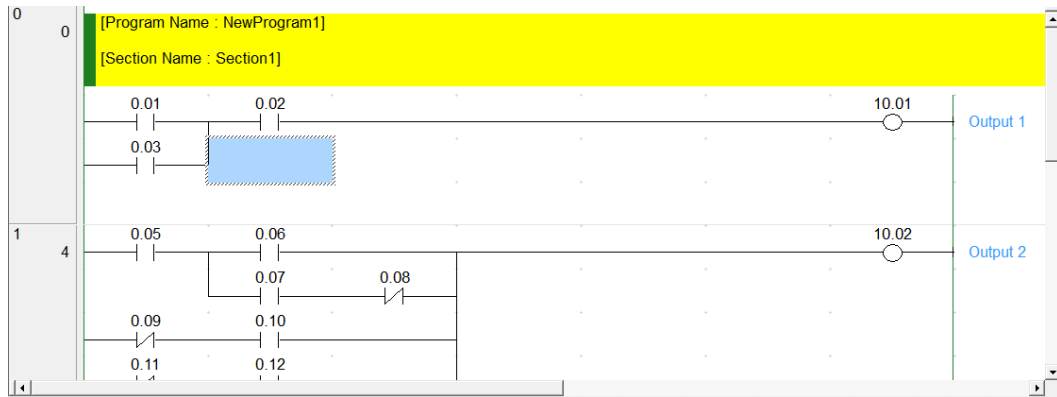 0
0
[Program Name : NewProgram1]
[Section Name : Section1]
0.01 0.02 10.01
Output 1
0.03
1
4
0.05 0.06 10.02
Output 2
0.07 0.08
0.09 0.10
0.11 0.12